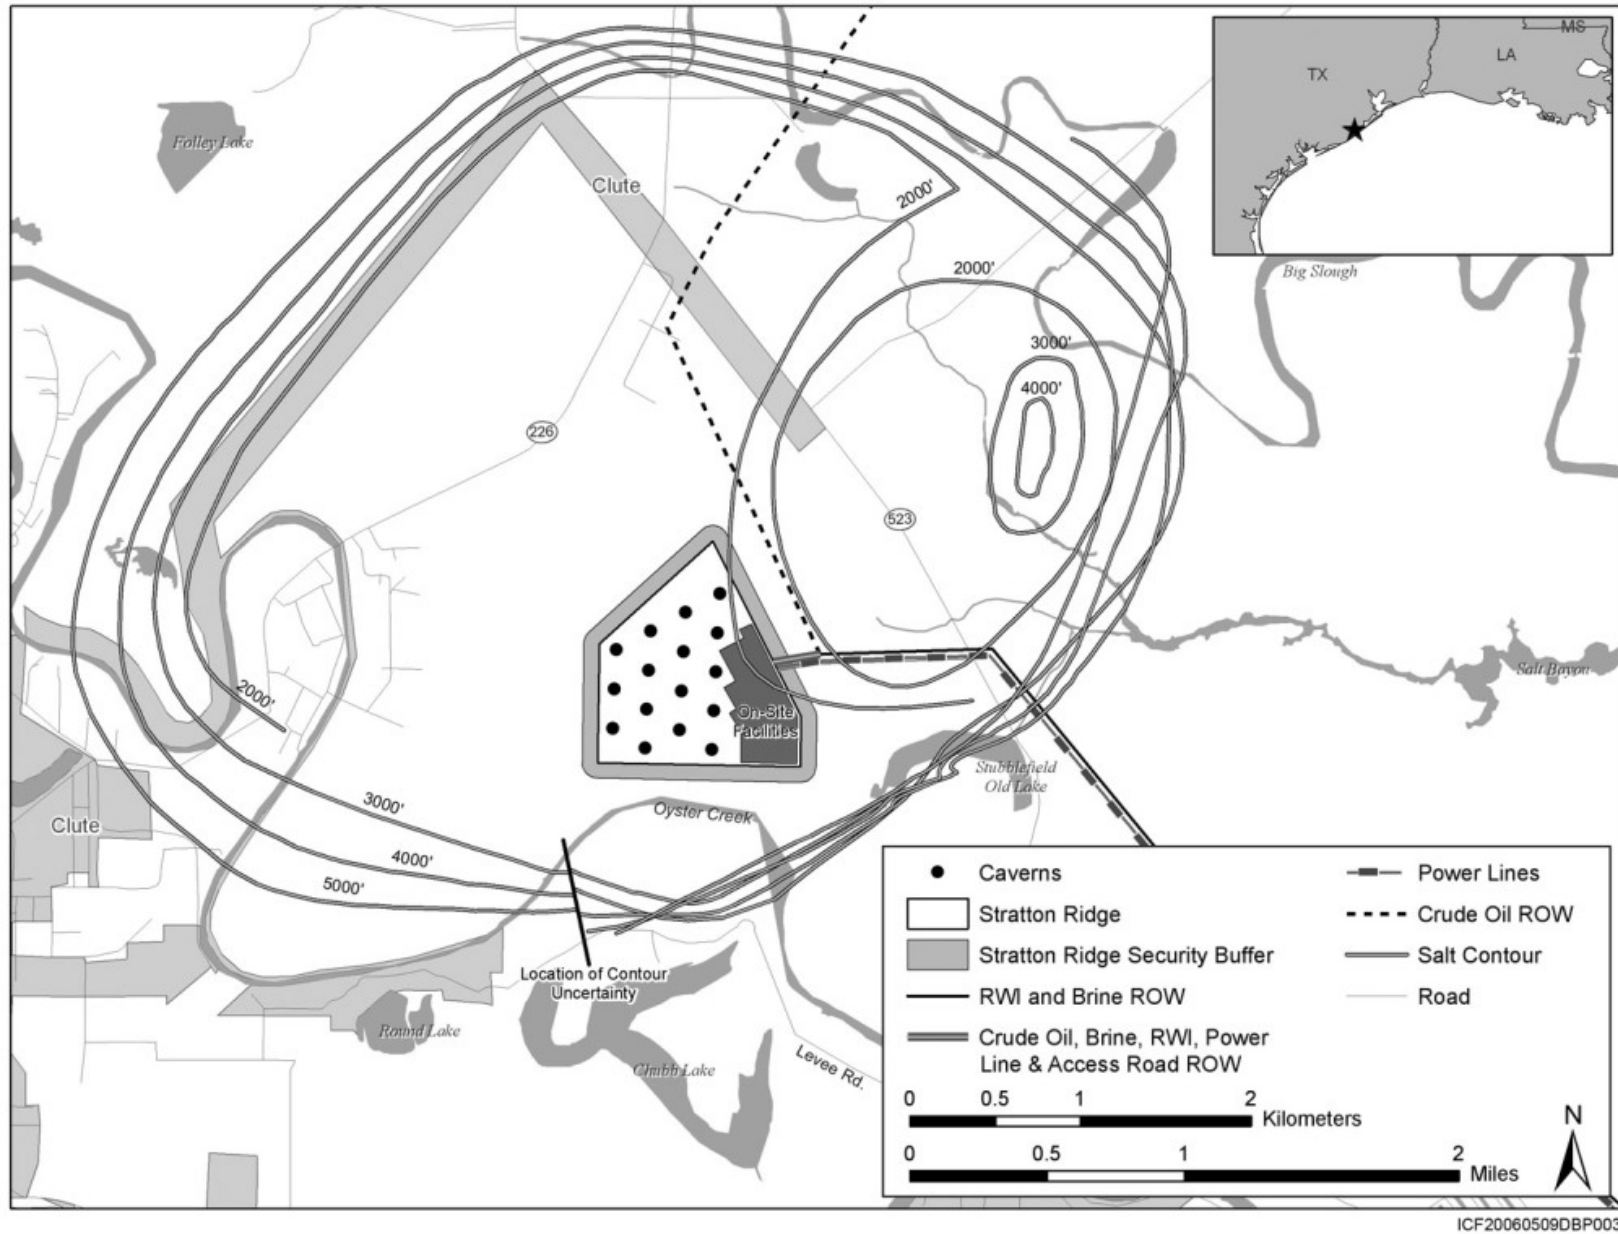 MS
LA
TX
Folley Lake
Clute
2000'
2000'
Big Slough
3000'
4000'
226
523
Salt Bayou
2000'
On-Site
Facilities
Stubblefield
Old Lake
3000'
Oyster Creek
Clute
4000'
5000'
Location of Contour
Uncertainty
Round Lake
Chubb Lake
Levee Rd.
Caverns
Stratton Ridge
Stratton Ridge Security Buffer
RWI and Brine ROW
Crude Oil, Brine, RWI, Power
Line & Access Road ROW
Power Lines
Crude Oil ROW
Salt Contour
Road
0 0.5 1 2
Kilometers
0 0.5 1 2
Miles
N
ICF20060509DBP003